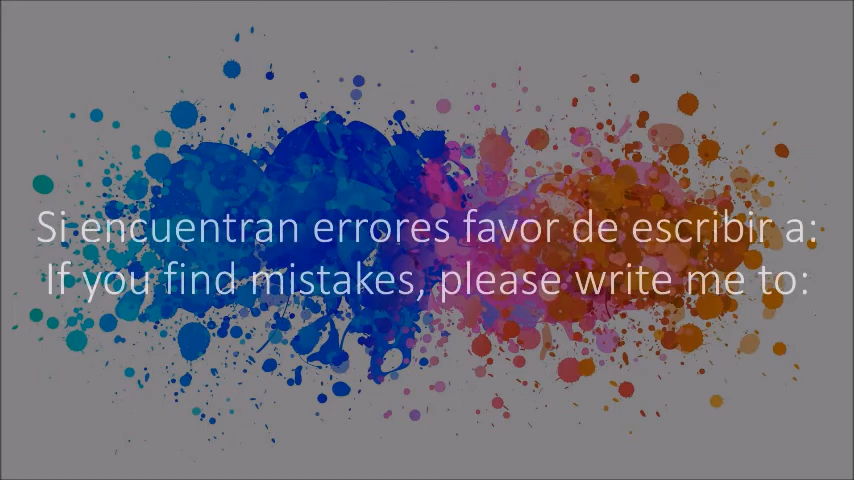 Si encuentran errores favor de escribir a:
If you find mistakes, please write me to: